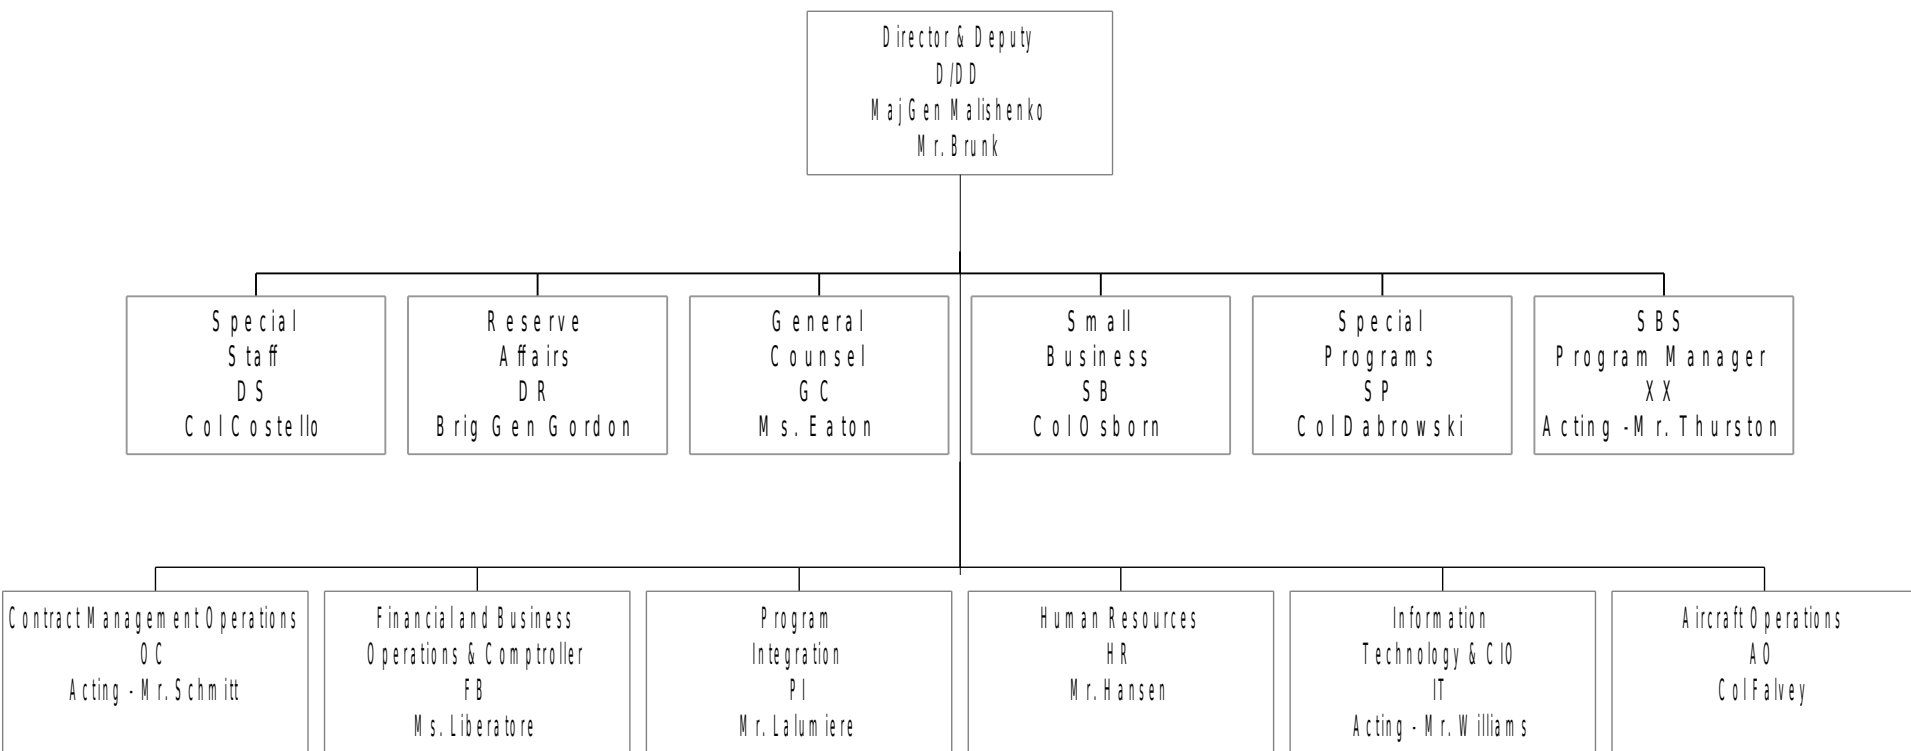 Director & Deputy
D/DD
MajGen Malishenko
Mr. Brunk
Special
Staff
DS
Col Costello
Reserve
Affairs
DR
Brig Gen Gordon
General
Counsel
GC
Ms. Eaton
Small
Business
SB
Col Osborn
Special
Programs
SP
Col Dabrowski
SBS
Program Manager
XX
Acting - Mr. Thurston
Contract Management Operations
OC
Acting - Mr. Schmitt
Financial and Business
Operations & Comptroller
FB
Ms. Liberatore
Program
Integration
PI
Mr. Lalumiere
Human Resources
HR
Mr. Hansen
Information
Technology & CIO
IT
Acting - Mr. Williams
Aircraft Operations
AO
Col Falvey